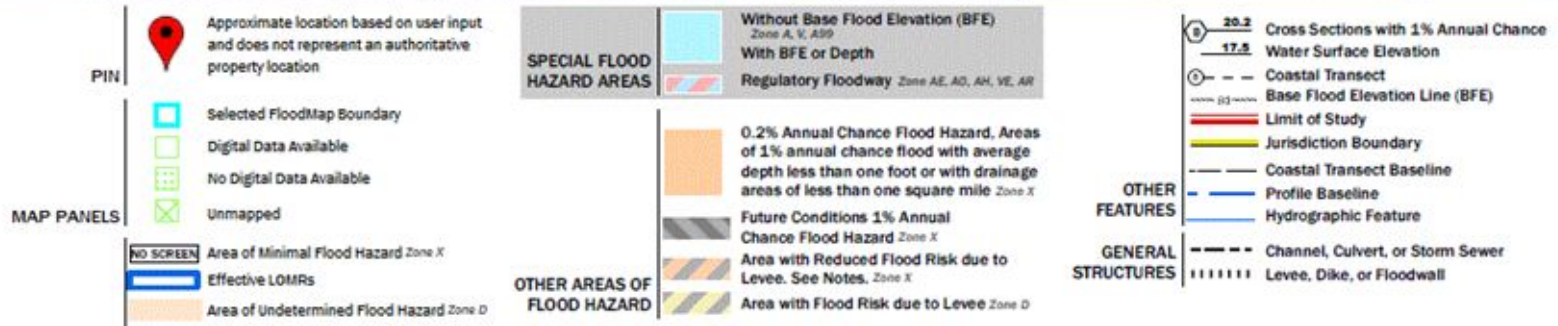 PIN
Approximate location based on user input
and does not represent an authoritative
property location
MAP PANELS
Selected FloodMap Boundary
Digital Data Available
No Digital Data Available
Unmapped
NO SCREEN Area of Minimal Flood Hazard Zone X
Effective LOMRs
Area of Undetermined Flood Hazard Zone D
SPECIAL FLOOD
HAZARD AREAS
Without Base Flood Elevation (BFE)
Zone A, V, A99
With BFE or Depth
Regulatory Floodway Zone AE, AO, AH, VE, AR
OTHER AREAS OF
FLOOD HAZARD
0.2% Annual Chance Flood Hazard, Areas
of 1% annual chance flood with average
depth less than one foot or with drainage
areas of less than one square mile Zone X
Future Conditions 1% Annual
Chance Flood Hazard Zone X
Area with Reduced Flood Risk due to
Levee. See Notes. Zone X
Area with Flood Risk due to Levee Zone D
OTHER
FEATURES
20.2 Cross Sections with 1% Annual Chance
17.5 Water Surface Elevation
Coastal Transect
Base Flood Elevation Line (BFE)
Limit of Study
Jurisdiction Boundary
Coastal Transect Baseline
Profile Baseline
Hydrographic Feature
GENERAL
STRUCTURES
Channel, Culvert, or Storm Sewer
Levee, Dike, or Floodwall